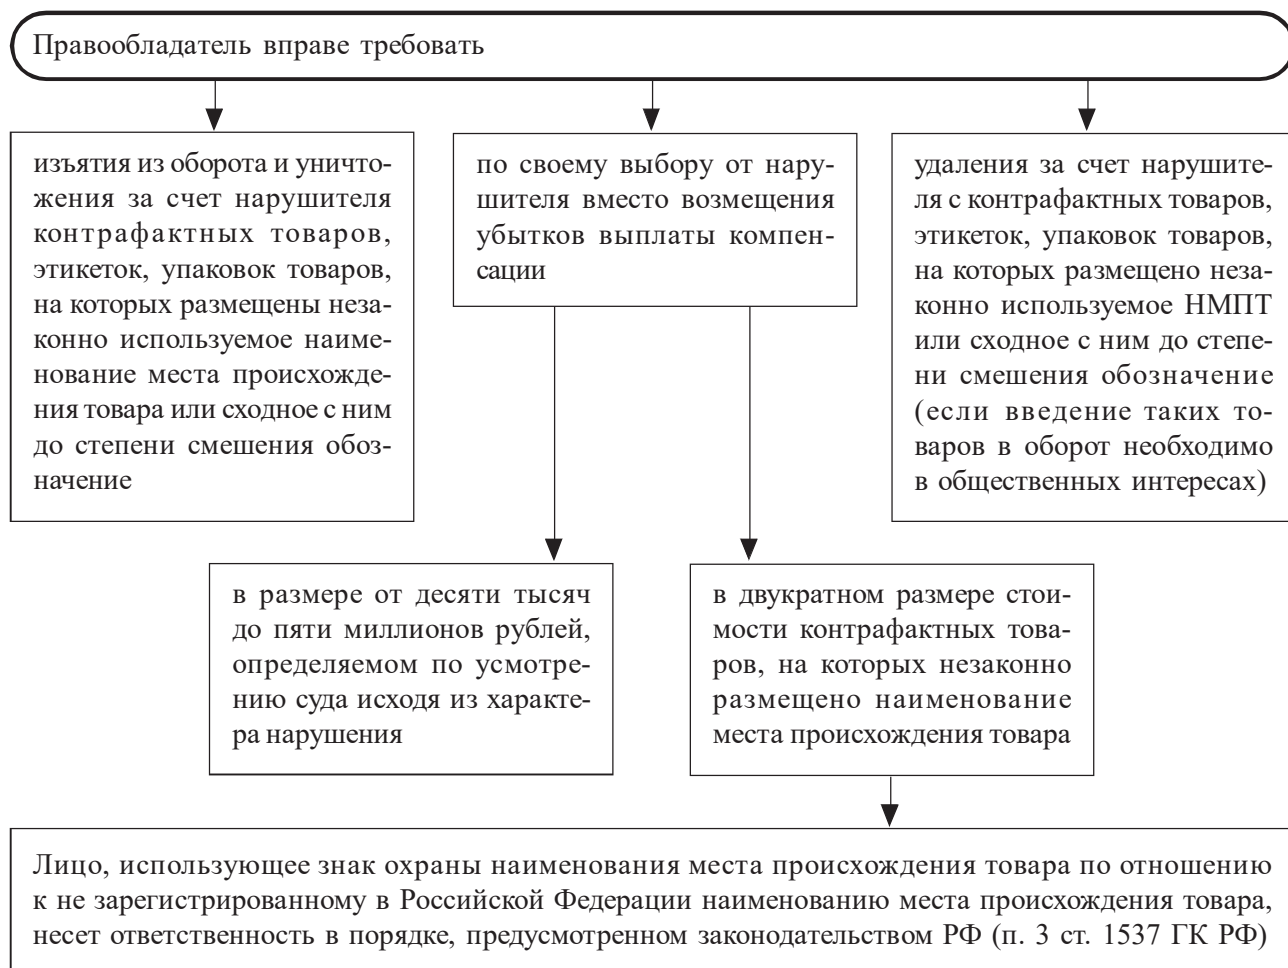 Правообладатель вправе требовать
изъятия из оборота и уничто-
жения за счет нарушителя
контрафактных товаров,
этикеток, упаковок товаров,
на которых размещены неза-
конно используемое наиме-
нование места происхожде-
ния товара или сходное с ним
до степени смешения обоз-
начение
по своему выбору от нару-
шителя вместо возмещения
убытков выплаты компен-
сации
удаления за счет нарушите-
ля с контрафактных товаров,
этикеток, упаковок товаров,
на которых размещено неза-
конно используемое НМПТ
или сходное с ним до степе-
ни смешения обозначение
(если введение таких то-
варов в оборот необходимо
в общественных интересах)
в размере от десяти тысяч
до пяти миллионов рублей,
определяемом по усмотре-
нию суда исходя из характе-
ра нарушения
в двукратном размере стои-
мости контрафактных това-
ров, на которых незаконно
размещено наименование
места происхождения товара
Лицо, использующее знак охраны наименования места происхождения товара по отношению
к не зарегистрированному в Российской Федерации наименованию места происхождения товара,
несет ответственность в порядке, предусмотренном законодательством РФ (п. 3 ст. 1537 ГК РФ)